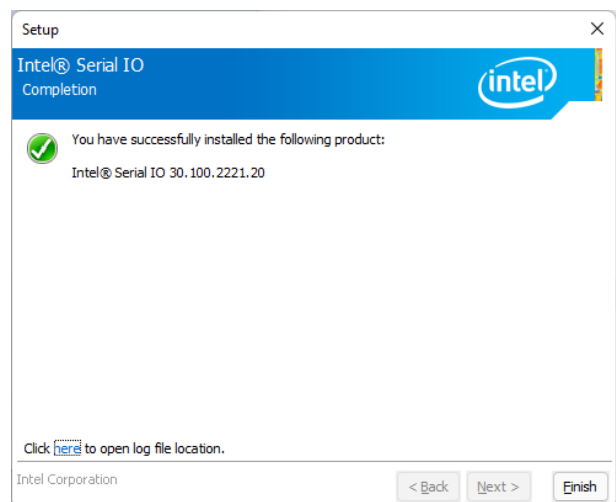 Setup
Intel® Serial IO
Completion
intel®
You have successfully installed the following product:
Intel® Serial IO 30.100.2221.20
Click here to open log file location.
Intel Corporation
< Back
Next >
Finish